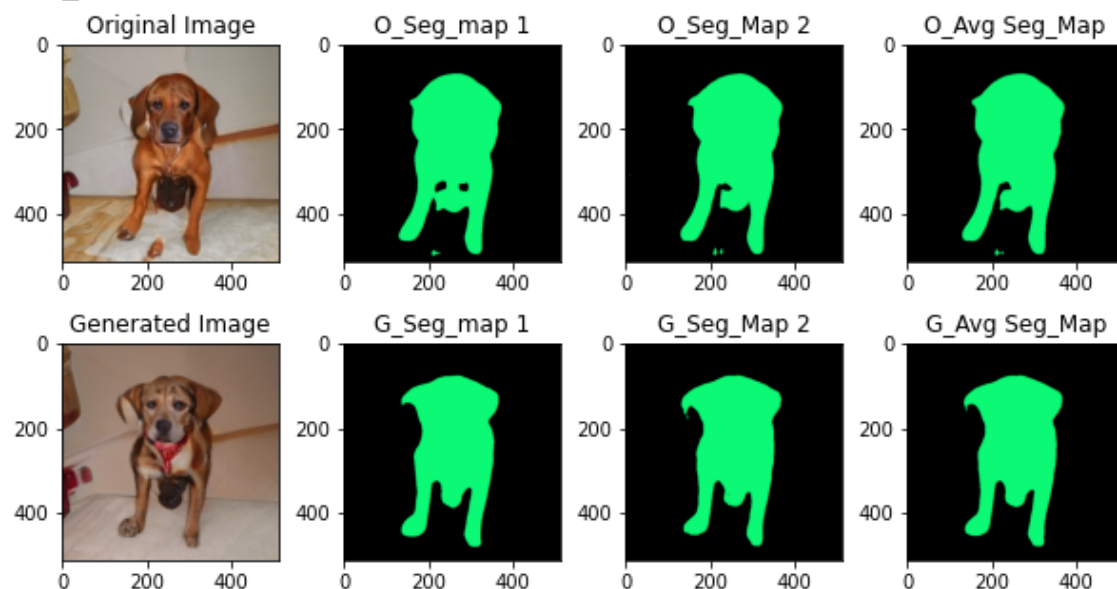 Original Image O_Seg_map 1 O_Seg_Map 2 O_Avg Seg_Map
0 0 0 0
200 200 200 200
400 400 400 400
0 200 400 0 200 400 0 200 400 0 200 400
Generated Image G_Seg_map 1 G_Seg_Map 2 G_Avg Seg_Map
0 0 0 0
200 200 200 200
400 400 400 400
0 200 400 0 200 400 0 200 400 0 200 400